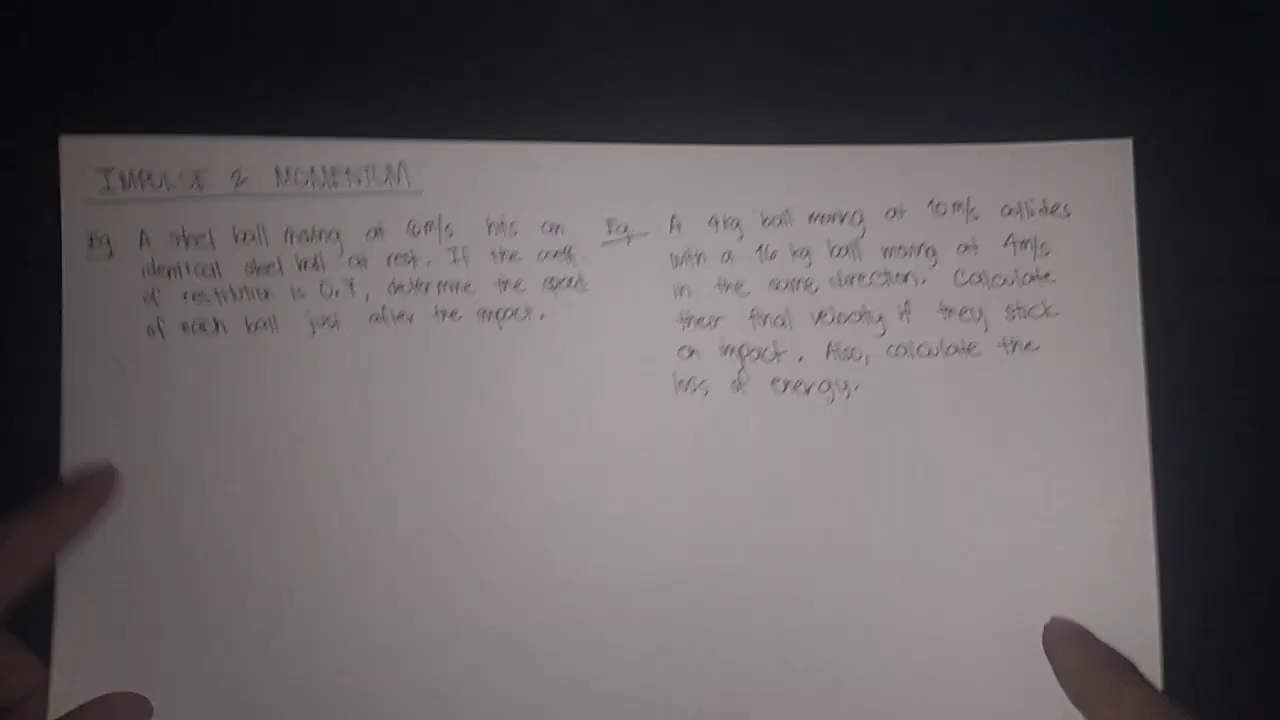 IMPULSE & MOMENTUM
Eg A steel ball moving at 6m/s hits an
identical steel ball at rest. If the coeff.
of restitution is determine the speed
of each ball just after the impact.
Eg A 4kg ball moving at 10m/s collides
with a 16 kg ball moving at 4m/s
in the same direction. Calculate
their final velocity if they stick
on impact. Also, calculate the
loss of energy.